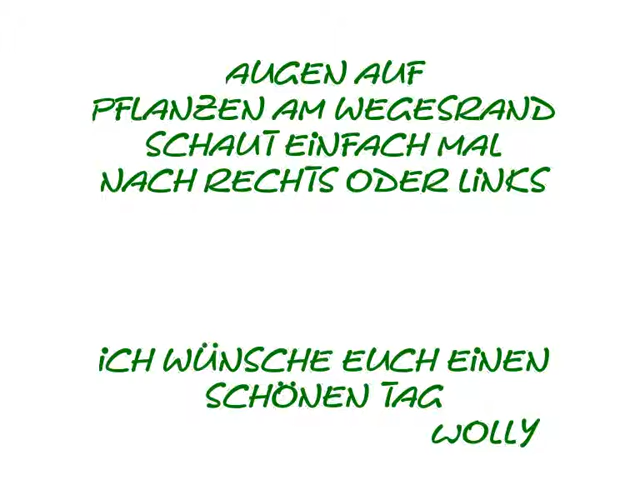 AUGEN AUF
PFLANZEN AM WEGESRAND
SCHAUT EiNFACH MAL
NACH RECHTS ODER LiNKS
iCH WÜNSCHE EUCH EiNEN
SCHÖNEN TAG
WOLLY